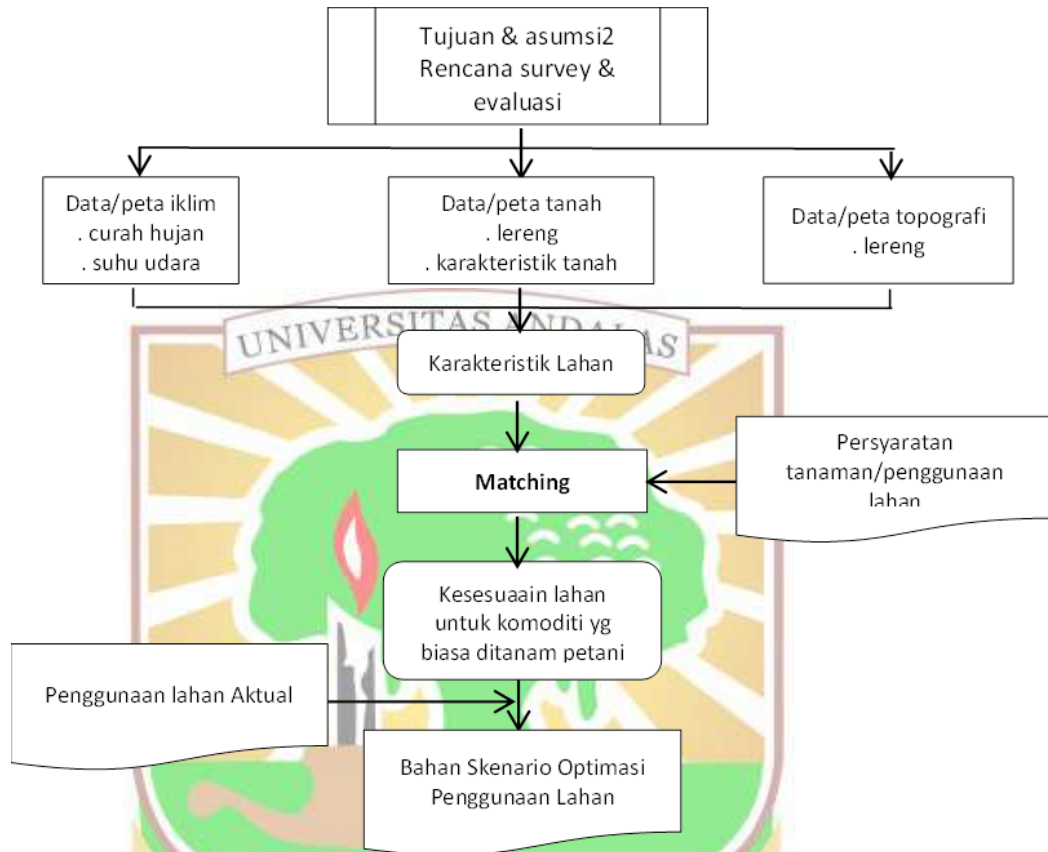 Tujuan & asumsi2
Rencana survey &
evaluasi
Data/peta iklim
. curah hujan
. suhu udara
Data/peta tanah
. lereng
. karakteristik tanah
Data/peta topografi
. lereng
UNIVERSITAS ANDALAS
Karakteristik Lahan
Matching
Persyaratan
tanaman/penggunaan
lahan
Kesesuaain lahan
untuk komoditi yg
biasa ditanam petani
Penggunaan lahan Aktual
Bahan Skenario Optimasi
Penggunaan Lahan